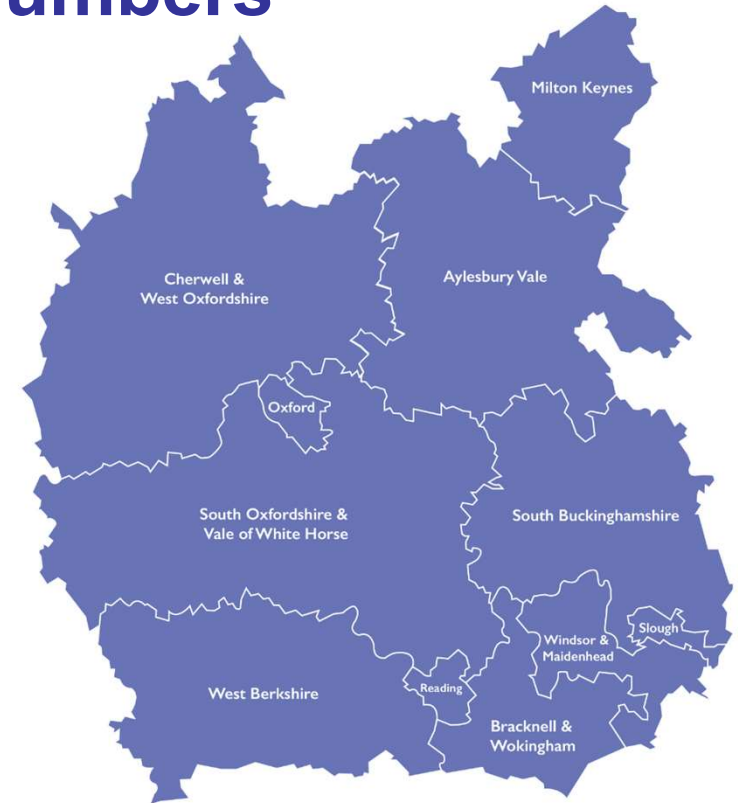 umbers
Milton Keynes
Cherwell &
West Oxfordshire
Aylesbury Vale
Oxford
South Oxfordshire &
Vale of White Horse
South Buckinghamshire
Slough
Windsor &
Maidenhead
Reading
West Berkshire
Bracknell &
Wokingham